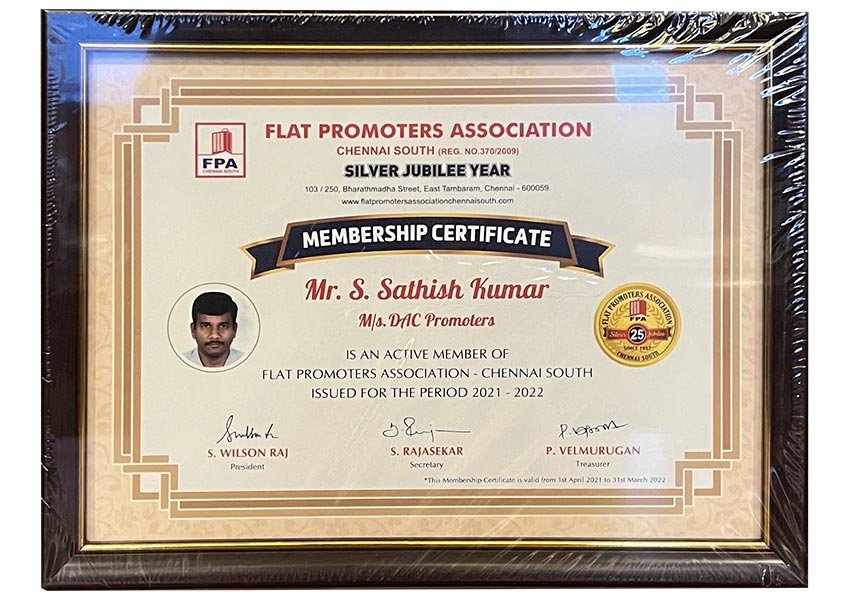 FPA
CHENNAI SOUTH
FLAT PROMOTERS ASSOCIATION
CHENNAI SOUTH (REG. NO.370/2009)
SILVER JUBILEE YEAR
103 / 250, Bharathmadha Street, East Tambaram, Chennai - 600059.
www.flatpromotersassociationchennaisouth.com
MEMBERSHIP CERTIFICATE
Mr. S. Sathish Kumar
M/s. DAC Promoters
FLAT PROMOTERS ASSOCIATION
FPA
Silver 25 Jubilee
SINCE 1997
CHENNAI SOUTH
IS AN ACTIVE MEMBER OF
FLAT PROMOTERS ASSOCIATION - CHENNAI SOUTH
ISSUED FOR THE PERIOD 2021 - 2022
S. WILSON RAJ
President
S. RAJASEKAR
Secretary
P. VELMURUGAN
Treasurer
*This Membership Certificate is valid from 1st April 2021 to 31st March 2022